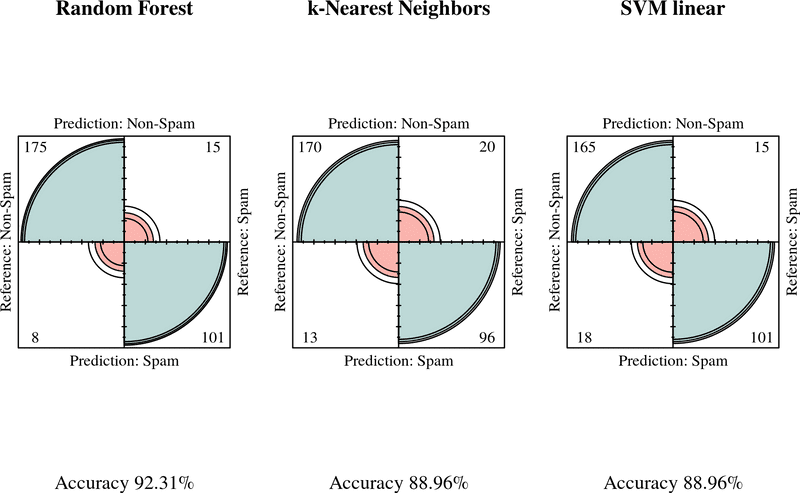 Random Forest
k-Nearest Neighbors
SVM linear
Prediction: Non-Spam
175
15
Reference: Non-Spam
Reference: Spam
8
101
Prediction: Spam
Prediction: Non-Spam
170
20
Reference: Non-Spam
Reference: Spam
13
96
Prediction: Spam
Prediction: Non-Spam
165
15
Reference: Non-Spam
Reference: Spam
18
101
Prediction: Spam
Accuracy 92.31%
Accuracy 88.96%
Accuracy 88.96%